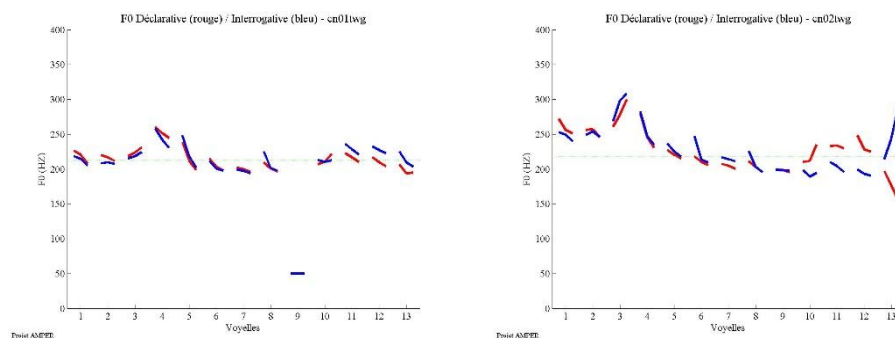 F0 Déclarative (rouge) / Interrogative (bleu) - cn01twg
400
350
300
250
200
150
100
50
0
F0 (HZ)
1 2 3 4 5 6 7 8 9 10 11 12 13
Voyelles
Projet AMPER
F0 Déclarative (rouge) / Interrogative (bleu) - cn02twg
400
350
300
250
200
150
100
50
0
F0 (HZ)
1 2 3 4 5 6 7 8 9 10 11 12 13
Voyelles
Projet AMPER